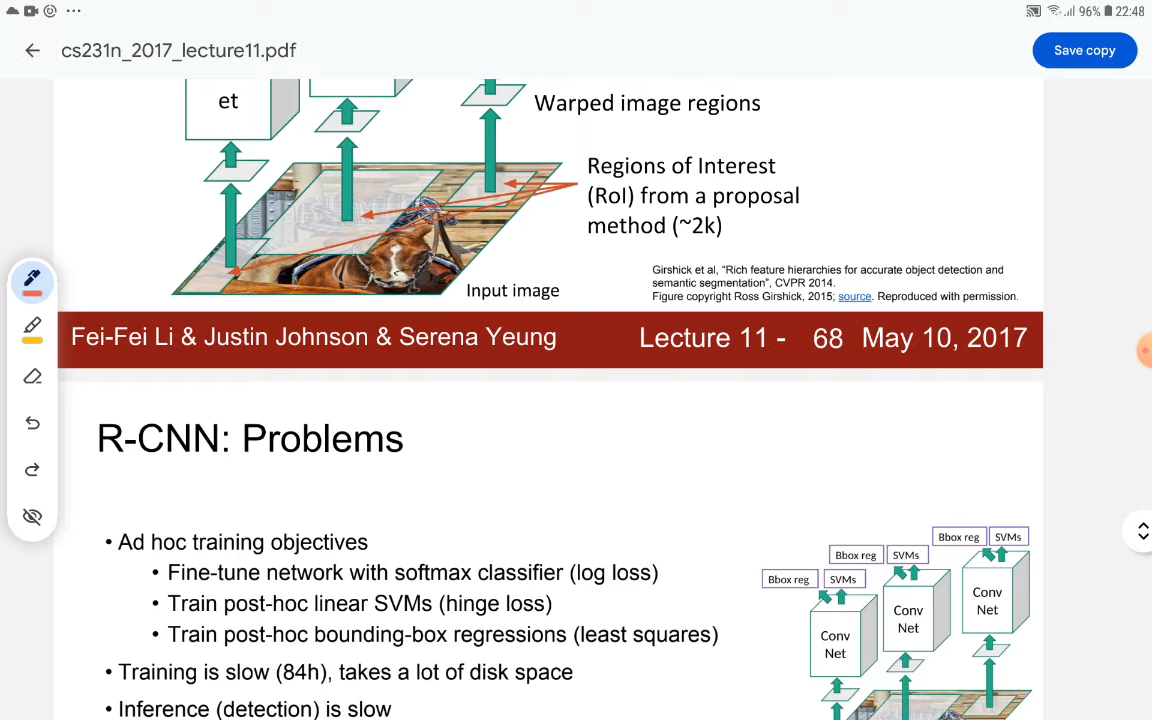 96% 22:48
cs231n_2017_lecture11.pdf
Save copy
et
Warped image regions
Regions of Interest
(RoI) from a proposal
method (~2k)
Input image
Girshick et al, "Rich feature hierarchies for accurate object detection and
semantic segmentation", CVPR 2014.
Figure copyright Ross Girshick, 2015; source. Reproduced with permission.
Fei-Fei Li & Justin Johnson & Serena Yeung Lecture 11 - 68 May 10, 2017
R-CNN: Problems
• Ad hoc training objectives
• Fine-tune network with softmax classifier (log loss)
• Train post-hoc linear SVMs (hinge loss)
• Train post-hoc bounding-box regressions (least squares)
• Training is slow (84h), takes a lot of disk space
• Inference (detection) is slow
Bbox reg SVMs
Bbox reg SVMs
Bbox reg SVMs
Conv
Net
Conv
Net
Conv
Net